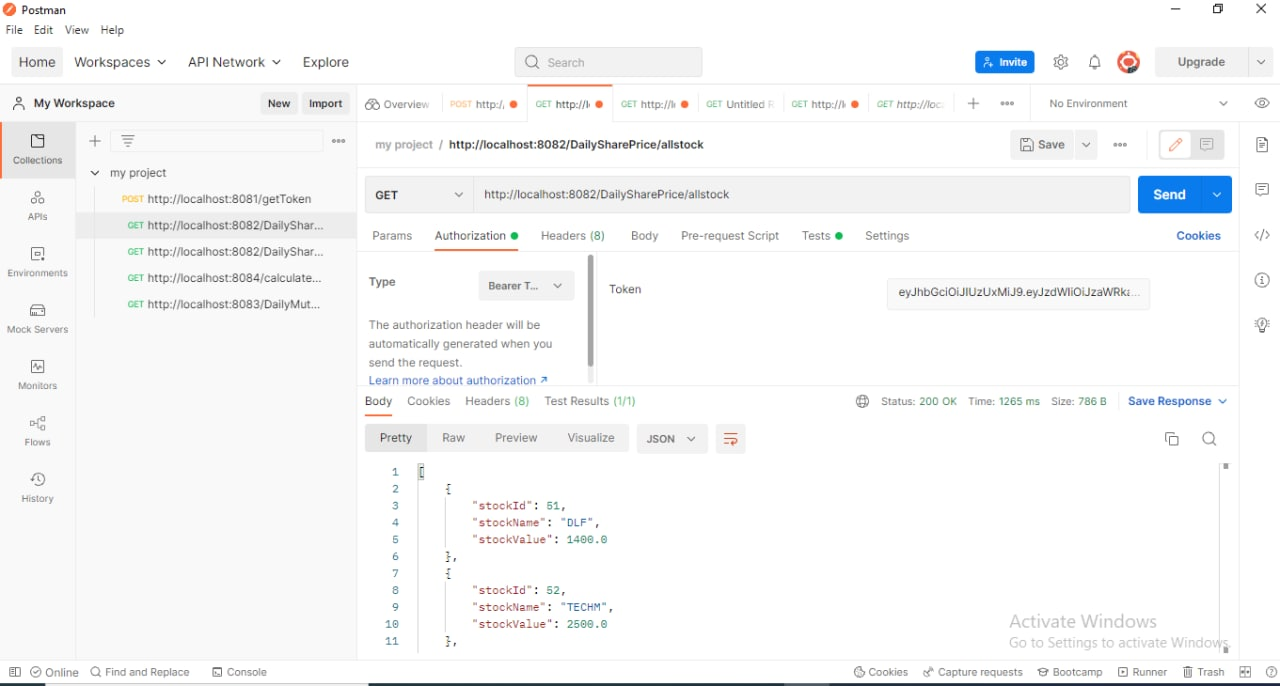 Postman
File Edit View Help
Home Workspaces API Network Explore Search Invite Upgrade
My Workspace New Import Overview POST http:/, GET http://l GET http://l GET Untitled R GET http://l GET http://loc No Environment
Collections
APIs
Environments
Mock Servers
Monitors
Flows
History
my project
POST http://localhost:8081/getToken
GET http://localhost:8082/DailyShar...
GET http://localhost:8082/DailyShar...
GET http://localhost:8084/calculate...
GET http://localhost:8083/DailyMut...
my project / http://localhost:8082/DailySharePrice/allstock Save
GET http://localhost:8082/DailySharePrice/allstock Send
Params Authorization Headers (8) Body Pre-request Script Tests Settings Cookies
Type Bearer T...
The authorization header will be
automatically generated when you
send the request.
Learn more about authorization ↗
Token eyJhbGciOiJIUzUxMiJ9.eyJzdWIiOiJzaWRk...
Body Cookies Headers (8) Test Results (1/1) Status: 200 OK Time: 1265 ms Size: 786 B Save Response
Pretty Raw Preview Visualize JSON
1 [
2 {
3 "stockId": 51,
4 "stockName": "DLF",
5 "stockValue": 1400.0
6 },
7 {
8 "stockId": 52,
9 "stockName": "TECHM",
10 "stockValue": 2500.0
11 },
Activate Windows
Go to Settings to activate Windows.
Online Find and Replace Console Cookies Capture requests Bootcamp Runner Trash